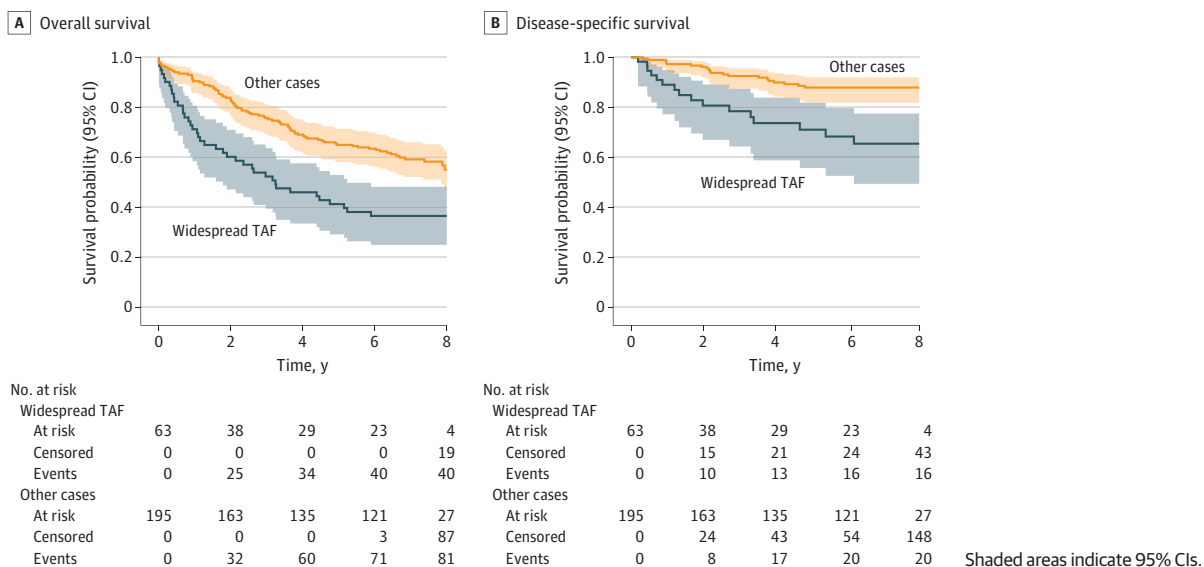 A Overall survival
1.0
0.8
0.6
0.4
0.2
0
Survival probability (95% CI)
Other cases
Widespread TAF
0 2 4 6 8
Time, y
No. at risk
Widespread TAF
At risk 63 38 29 23 4
Censored 0 0 0 0 19
Events 0 25 34 40 40
Other cases
At risk 195 163 135 121 27
Censored 0 0 0 3 87
Events 0 32 60 71 81
B Disease-specific survival
1.0
0.8
0.6
0.4
0.2
0
Survival probability (95% CI)
Other cases
Widespread TAF
0 2 4 6 8
Time, y
No. at risk
Widespread TAF
At risk 63 38 29 23 4
Censored 0 15 21 24 43
Events 0 10 13 16 16
Other cases
At risk 195 163 135 121 27
Censored 0 24 43 54 148
Events 0 8 17 20 20
Shaded areas indicate 95% CIs.